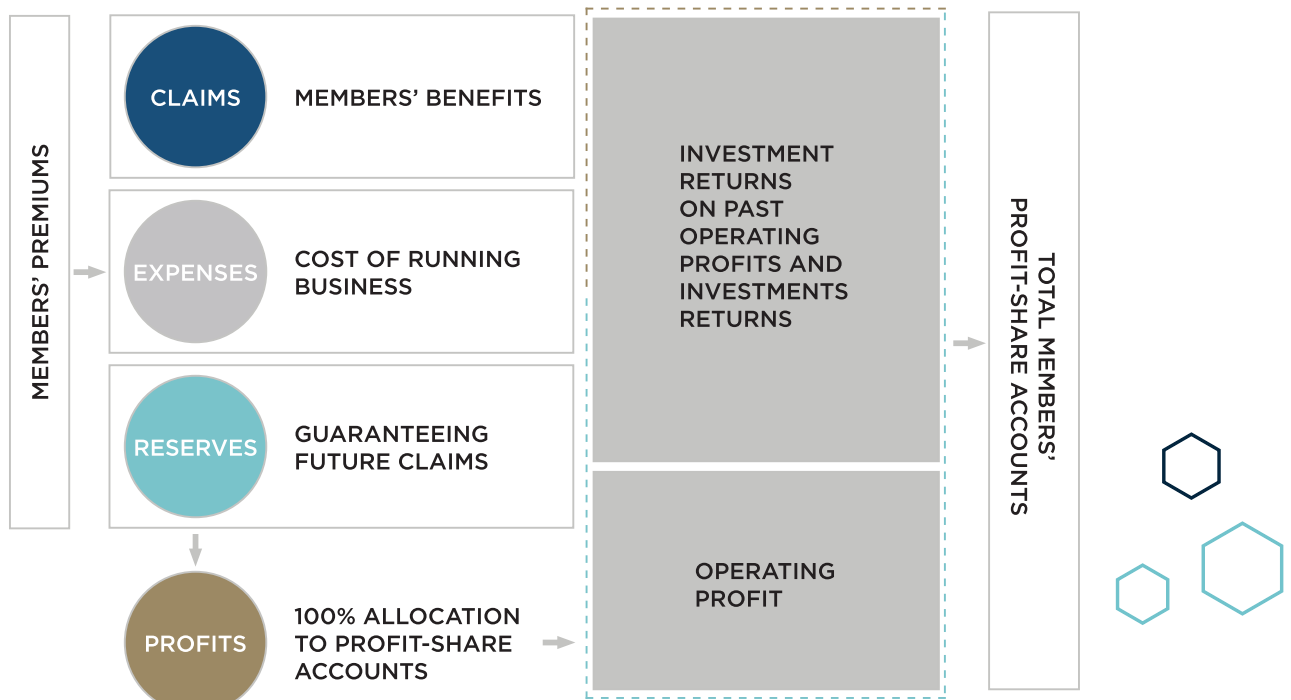 MEMBERS’ PREMIUMS
CLAIMS
MEMBERS’ BENEFITS
EXPENSES
COST OF RUNNING
BUSINESS
RESERVES
GUARANTEEING
FUTURE CLAIMS
PROFITS
100% ALLOCATION
TO PROFIT-SHARE
ACCOUNTS
INVESTMENT
RETURNS
ON PAST
OPERATING
PROFITS AND
INVESTMENTS
RETURNS
OPERATING
PROFIT
TOTAL MEMBERS’
PROFIT-SHARE ACCOUNTS